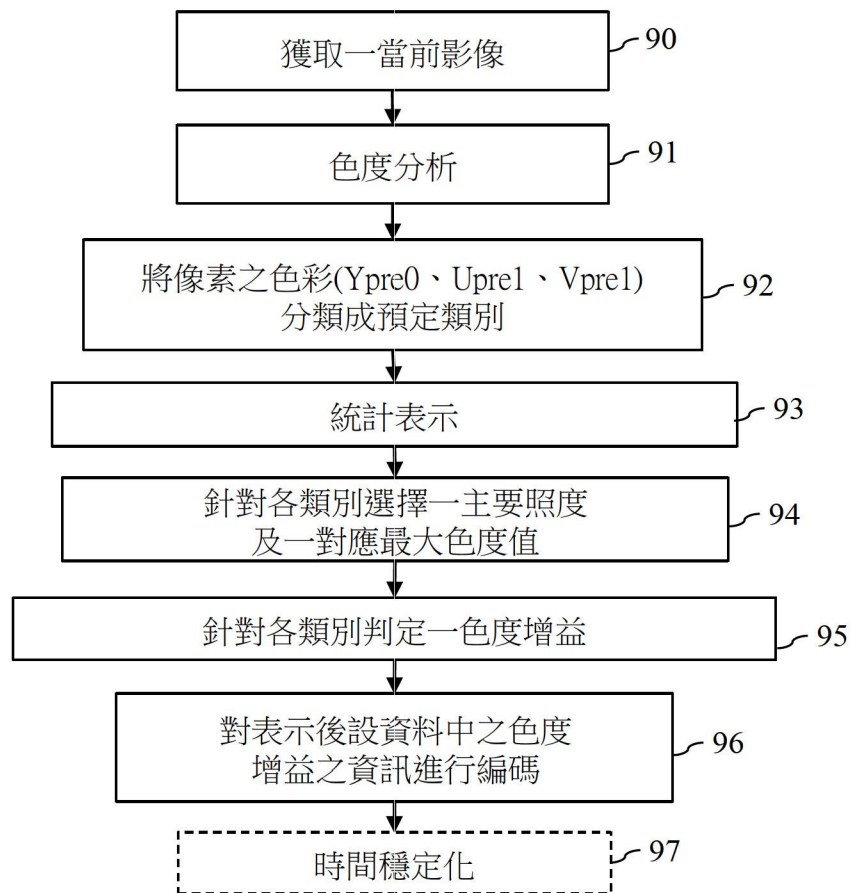 獲取一當前影像
90
色度分析
91
將像素之色彩(Ypre0、Upre1、Vpre1)
分類成預定類別
92
統計表示
93
針對各類別選擇一主要照度
及一對應最大色度值
94
針對各類別判定一色度增益
95
對表示後設資料中之色度
增益之資訊進行編碼
96
時間穩定化
97